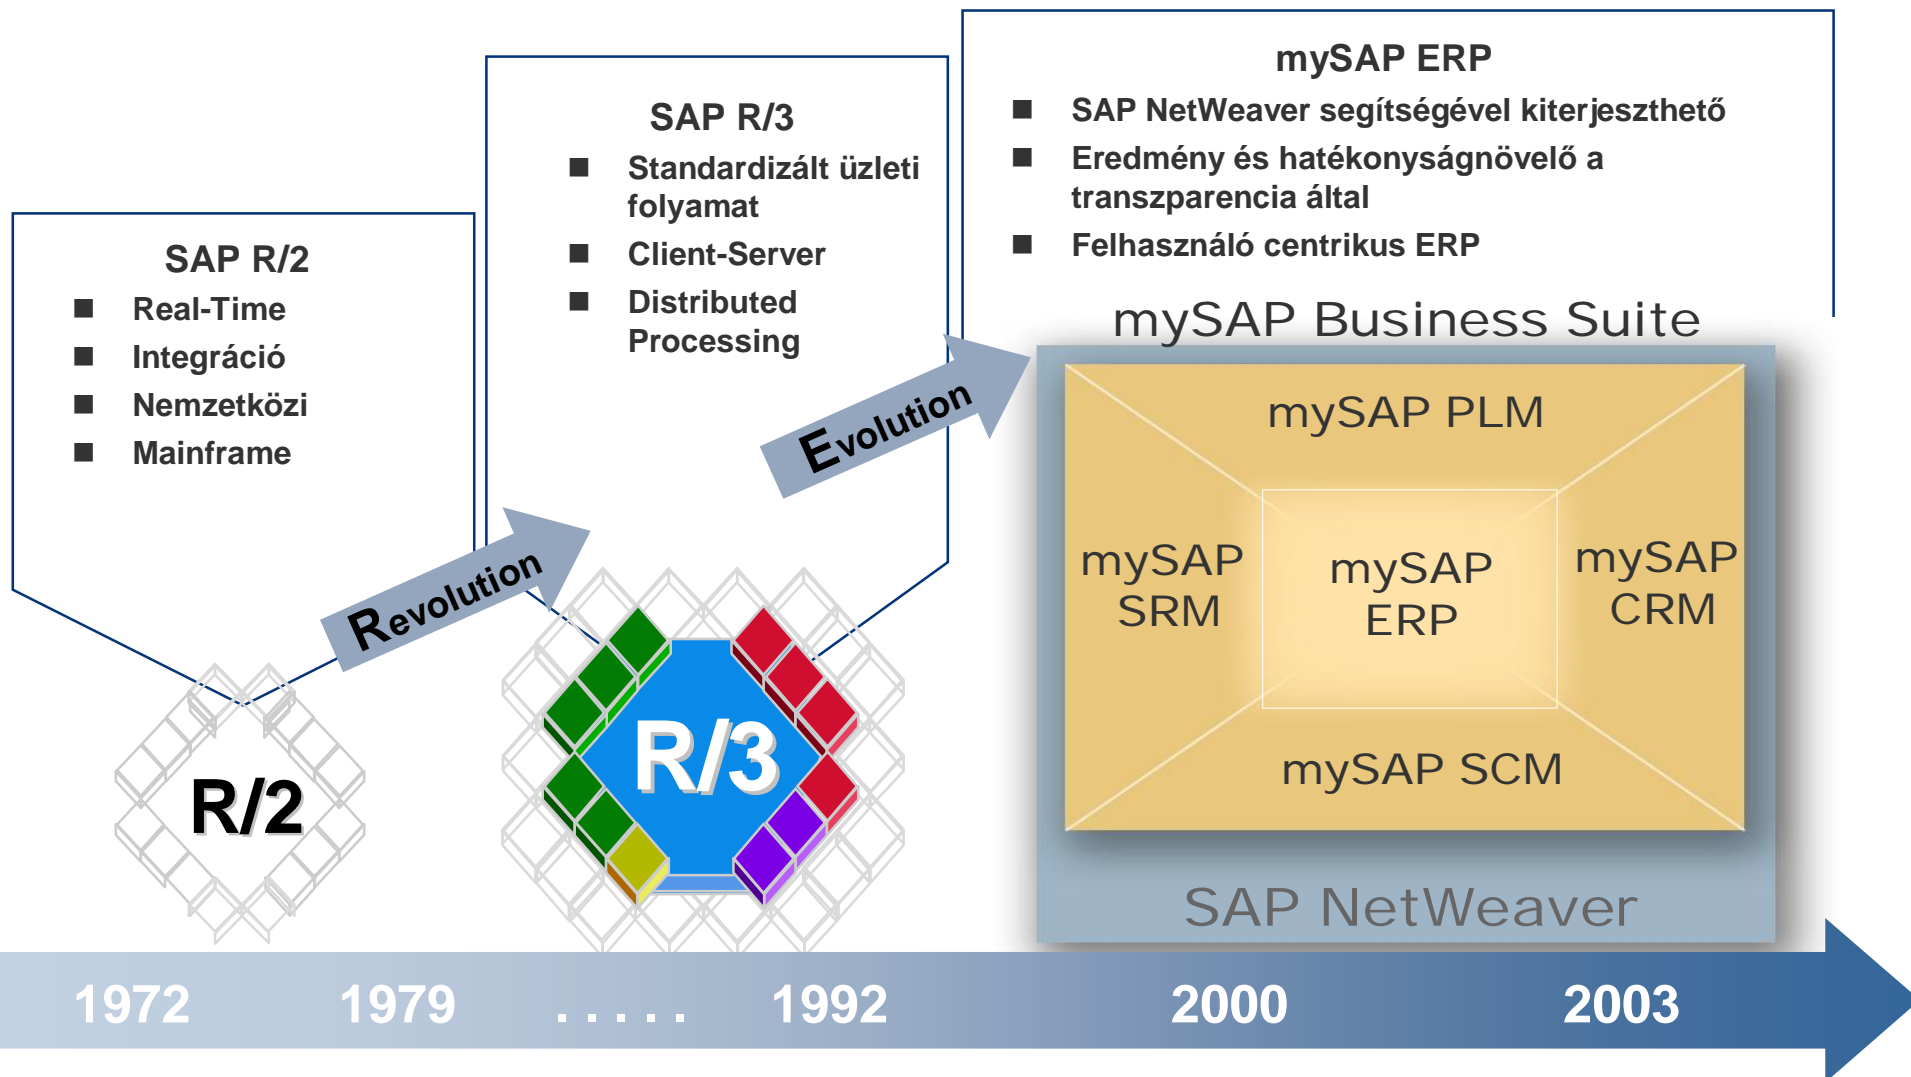 SAP R/2
Real-Time
Integráció
Nemzetközi
Mainframe
Revolution
R/2
SAP R/3
Standardizált üzleti
folyamat
Client-Server
Distributed
Processing
Evolution
R/3
mySAP ERP
SAP NetWeaver segítségével kiterjeszthető
Eredmény és hatékonyságnövelő a
transzparencia által
Felhasználó centrikus ERP
mySAP Business Suite
mySAP PLM
mySAP
SRM
mySAP
ERP
mySAP
CRM
mySAP SCM
SAP NetWeaver
1972 1979 . . . . . 1992 2000 2003